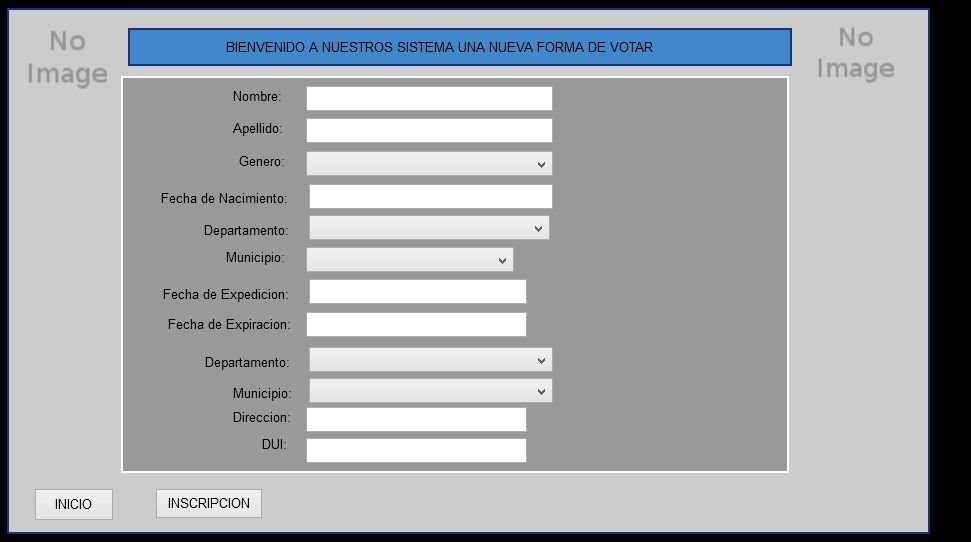 No
Image
BIENVENIDO A NUESTROS SISTEMA UNA NUEVA FORMA DE VOTAR
No
Image
Nombre:
Apellido:
Genero:
Fecha de Nacimiento:
Departamento:
Municipio:
Fecha de Expedicion:
Fecha de Expiracion:
Departamento:
Municipio:
Direccion:
DUI:
INICIO
INSCRIPCION